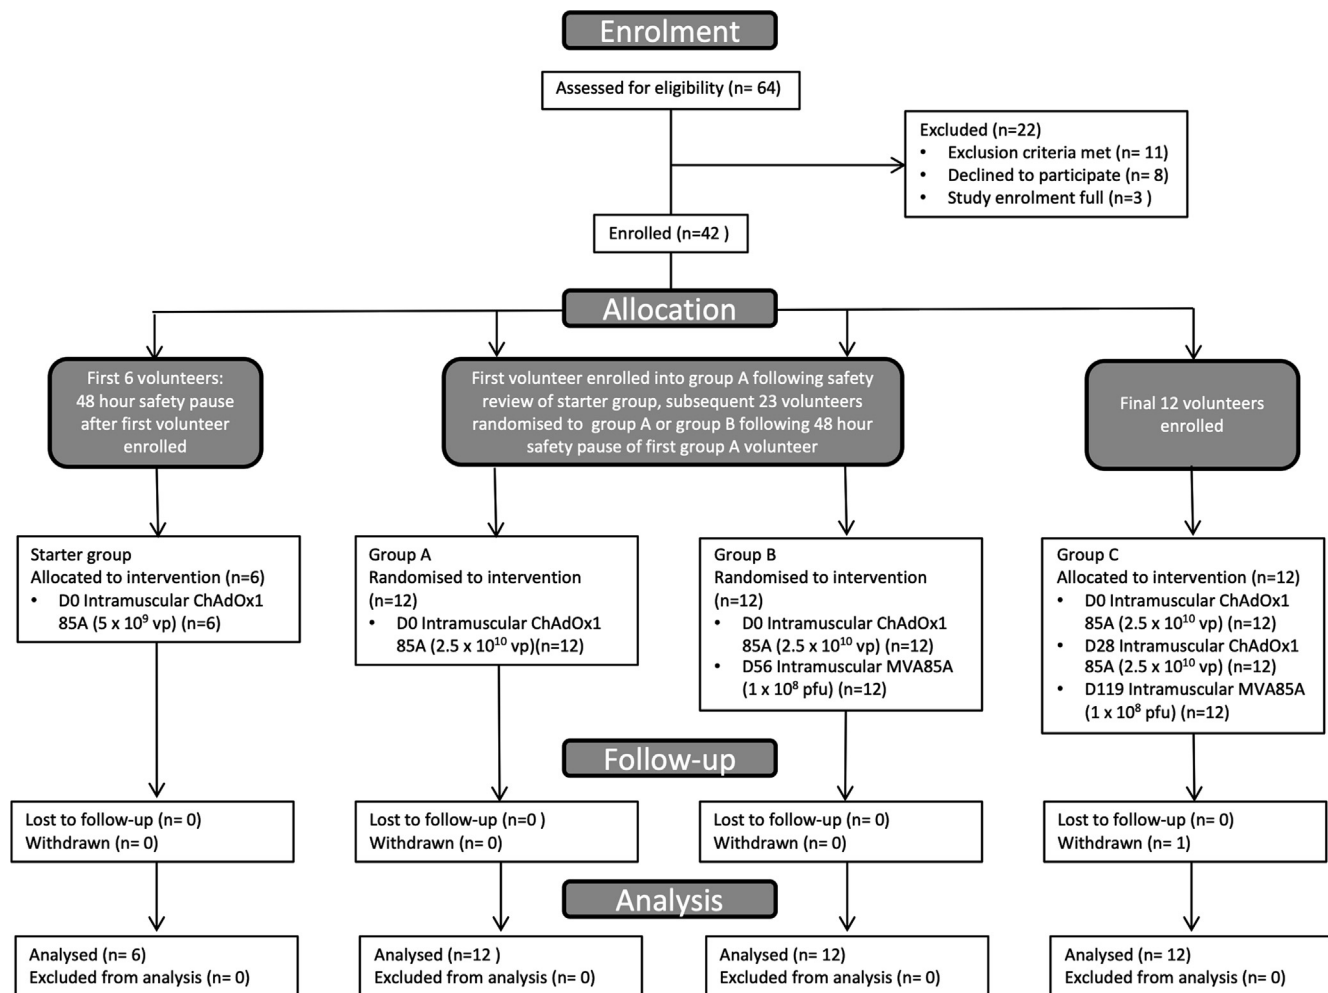 Enrolment
Assessed for eligibility (n= 64)
Excluded (n=22)
• Exclusion criteria met (n= 11)
• Declined to participate (n= 8)
• Study enrolment full (n=3 )
Enrolled (n=42 )
Allocation
First 6 volunteers:
48 hour safety pause
after first volunteer
enrolled
First volunteer enrolled into group A following safety
review of starter group, subsequent 23 volunteers
randomised to group A or group B following 48 hour
safety pause of first group A volunteer
Final 12 volunteers
enrolled
Starter group
Allocated to intervention (n=6)
• D0 Intramuscular ChAdOx1
85A (5 x 10⁹ vp) (n=6)
Group A
Randomised to intervention
(n=12)
• D0 Intramuscular ChAdOx1
85A (2.5 x 10¹⁰ vp)(n=12)
Group B
Randomised to intervention
(n=12)
• D0 Intramuscular ChAdOx1
85A (2.5 x 10¹⁰ vp) (n=12)
• D56 Intramuscular MVA85A
(1 x 10⁸ pfu) (n=12)
Group C
Allocated to intervention (n=12)
• D0 Intramuscular ChAdOx1
85A (2.5 x 10¹⁰ vp) (n=12)
• D28 Intramuscular ChAdOx1
85A (2.5 x 10¹⁰ vp) (n=12)
• D119 Intramuscular MVA85A
(1 x 10⁸ pfu) (n=12)
Follow-up
Lost to follow-up (n= 0)
Withdrawn (n= 0)
Lost to follow-up (n=0 )
Withdrawn (n= 0)
Lost to follow-up (n= 0)
Withdrawn (n= 0)
Lost to follow-up (n= 0)
Withdrawn (n= 1)
Analysis
Analysed (n= 6)
Excluded from analysis (n= 0)
Analysed (n=12 )
Excluded from analysis (n= 0)
Analysed (n= 12)
Excluded from analysis (n= 0)
Analysed (n= 12)
Excluded from analysis (n= 0)